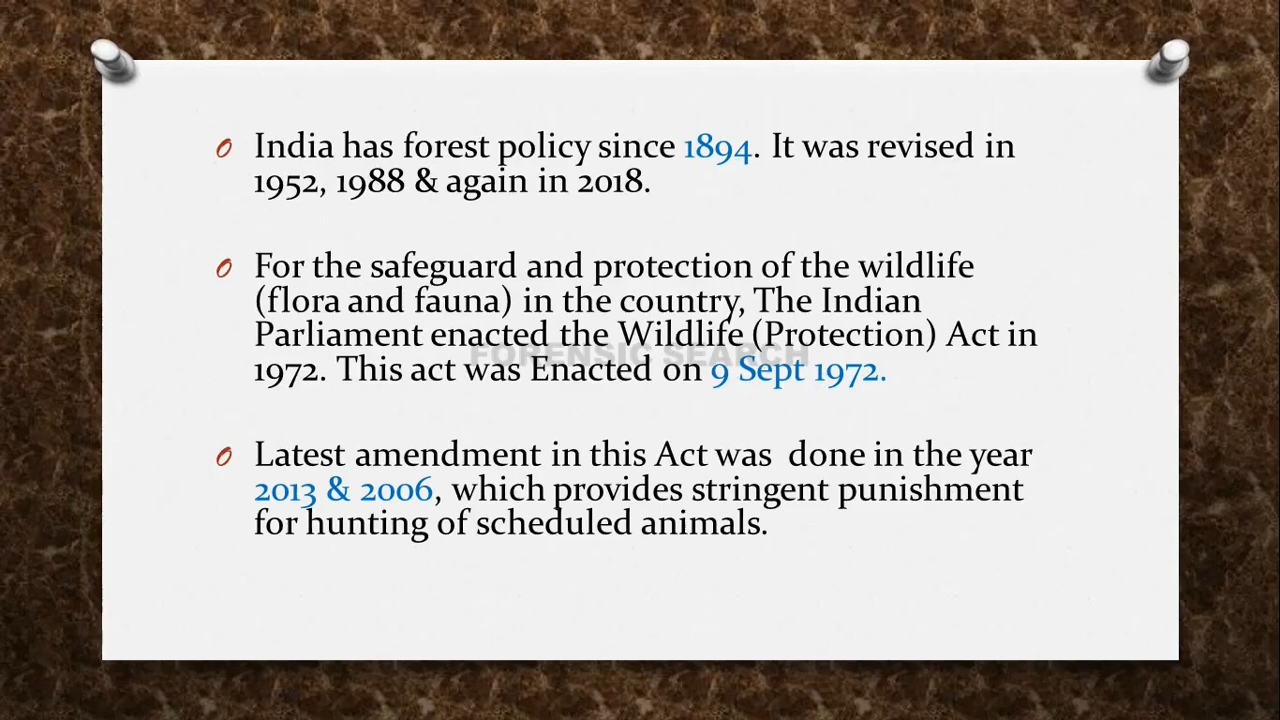 India has forest policy since 1894. It was revised in
1952, 1988 & again in 2018.
For the safeguard and protection of the wildlife
(flora and fauna) in the country, The Indian
Parliament enacted the Wildlife (Protection) Act in
FORENSIC SEARCH
1972. This act was Enacted on 9 Sept 1972.
Latest amendment in this Act was  done in the year
2013 & 2006, which provides stringent punishment
for hunting of scheduled animals.